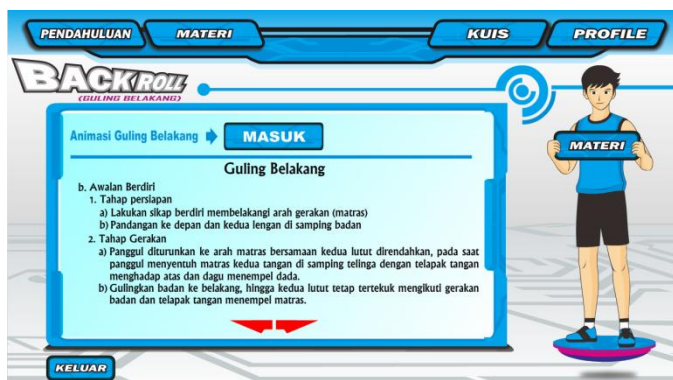 PENDAHULUAN
MATERI
KUIS
PROFILE
BACK ROLL
(GULING BELAKANG)
Animasi Guling Belakang
MASUK
MATERI
Guling Belakang
b. Awalan Berdiri
1. Tahap persiapan
a) Lakukan sikap berdiri membelakangi arah gerakan (matras)
b) Pandangan ke depan dan kedua lengan di samping badan
2. Tahap Gerakan
a) Panggul diturunkan ke arah matras bersamaan kedua lutut direndahkan, pada saat
panggul menyentuh matras kedua tangan di samping telinga dengan telapak tangan
menghadap atas dan dagu menempel dada.
b) Gulingkan badan ke belakang, hingga kedua lutut tetap tertekuk mengikuti gerakan
badan dan telapak tangan menempel matras.
KELUAR